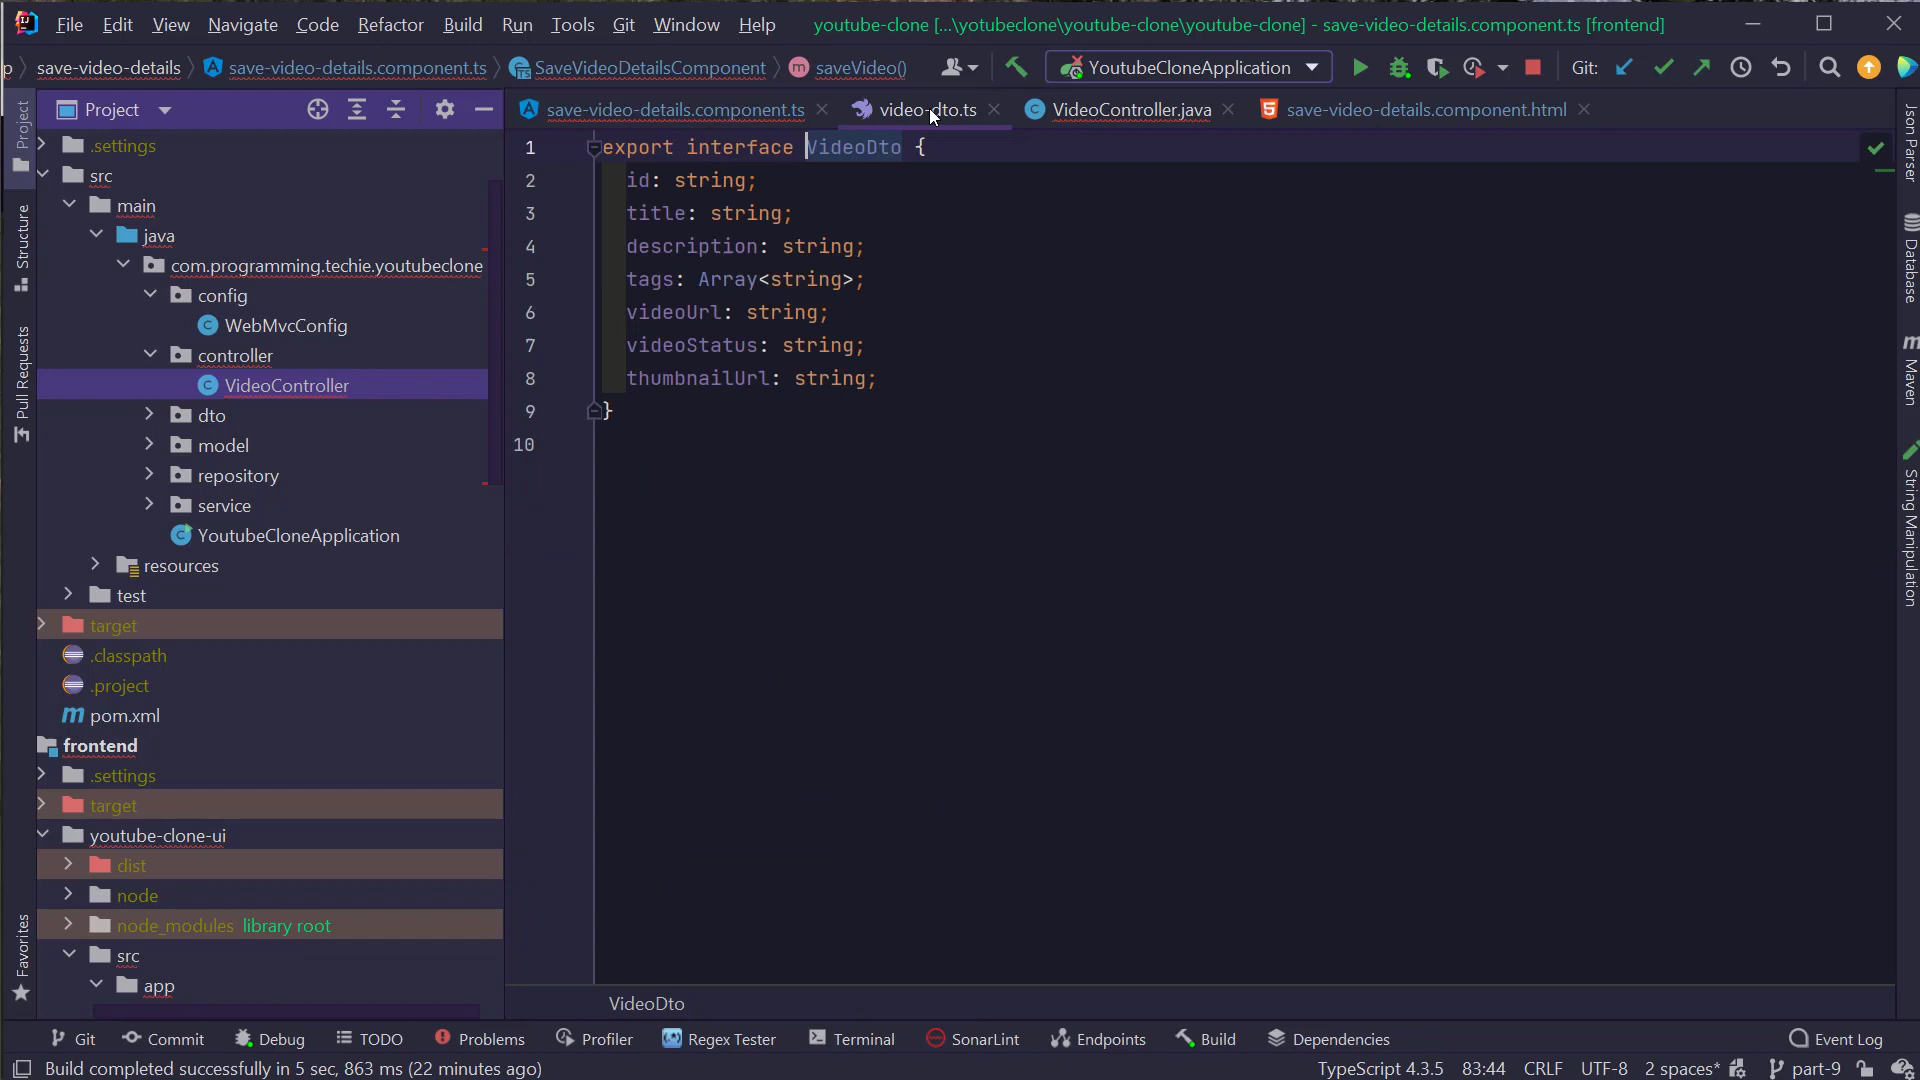 File Edit View Navigate Code Refactor Build Run Tools Git Window Help youtube-clone [...\yotubeclone\youtube-clone\youtube-clone] - save-video-details.component.ts [frontend]
p save-video-details save-video-details.component.ts SaveVideoDetailsComponent m saveVideo() YoutubeCloneApplication Git:
Project
save-video-details.component.ts video-dto.ts VideoController.java save-video-details.component.html
.settings
src
main
java
com.programming.techie.youtubeclone
config
WebMvcConfig
controller
VideoController
dto
model
repository
service
YoutubeCloneApplication
resources
test
target
.classpath
.project
pom.xml
frontend
.settings
target
youtube-clone-ui
dist
node
node_modules library root
src
app
1 export interface VideoDto {
2 id: string;
3 title: string;
4 description: string;
5 tags: Array<string>;
6 videoUrl: string;
7 videoStatus: string;
8 thumbnailUrl: string;
9 }
10
VideoDto
Project
Structure
Pull Requests
Favorites
Json Parser
Database
Maven
String Manipulation
Git Commit Debug TODO Problems Profiler Regex Tester Terminal SonarLint Endpoints Build Dependencies Event Log
Build completed successfully in 5 sec, 863 ms (22 minutes ago) TypeScript 4.3.5 83:44 CRLF UTF-8 2 spaces* part-9